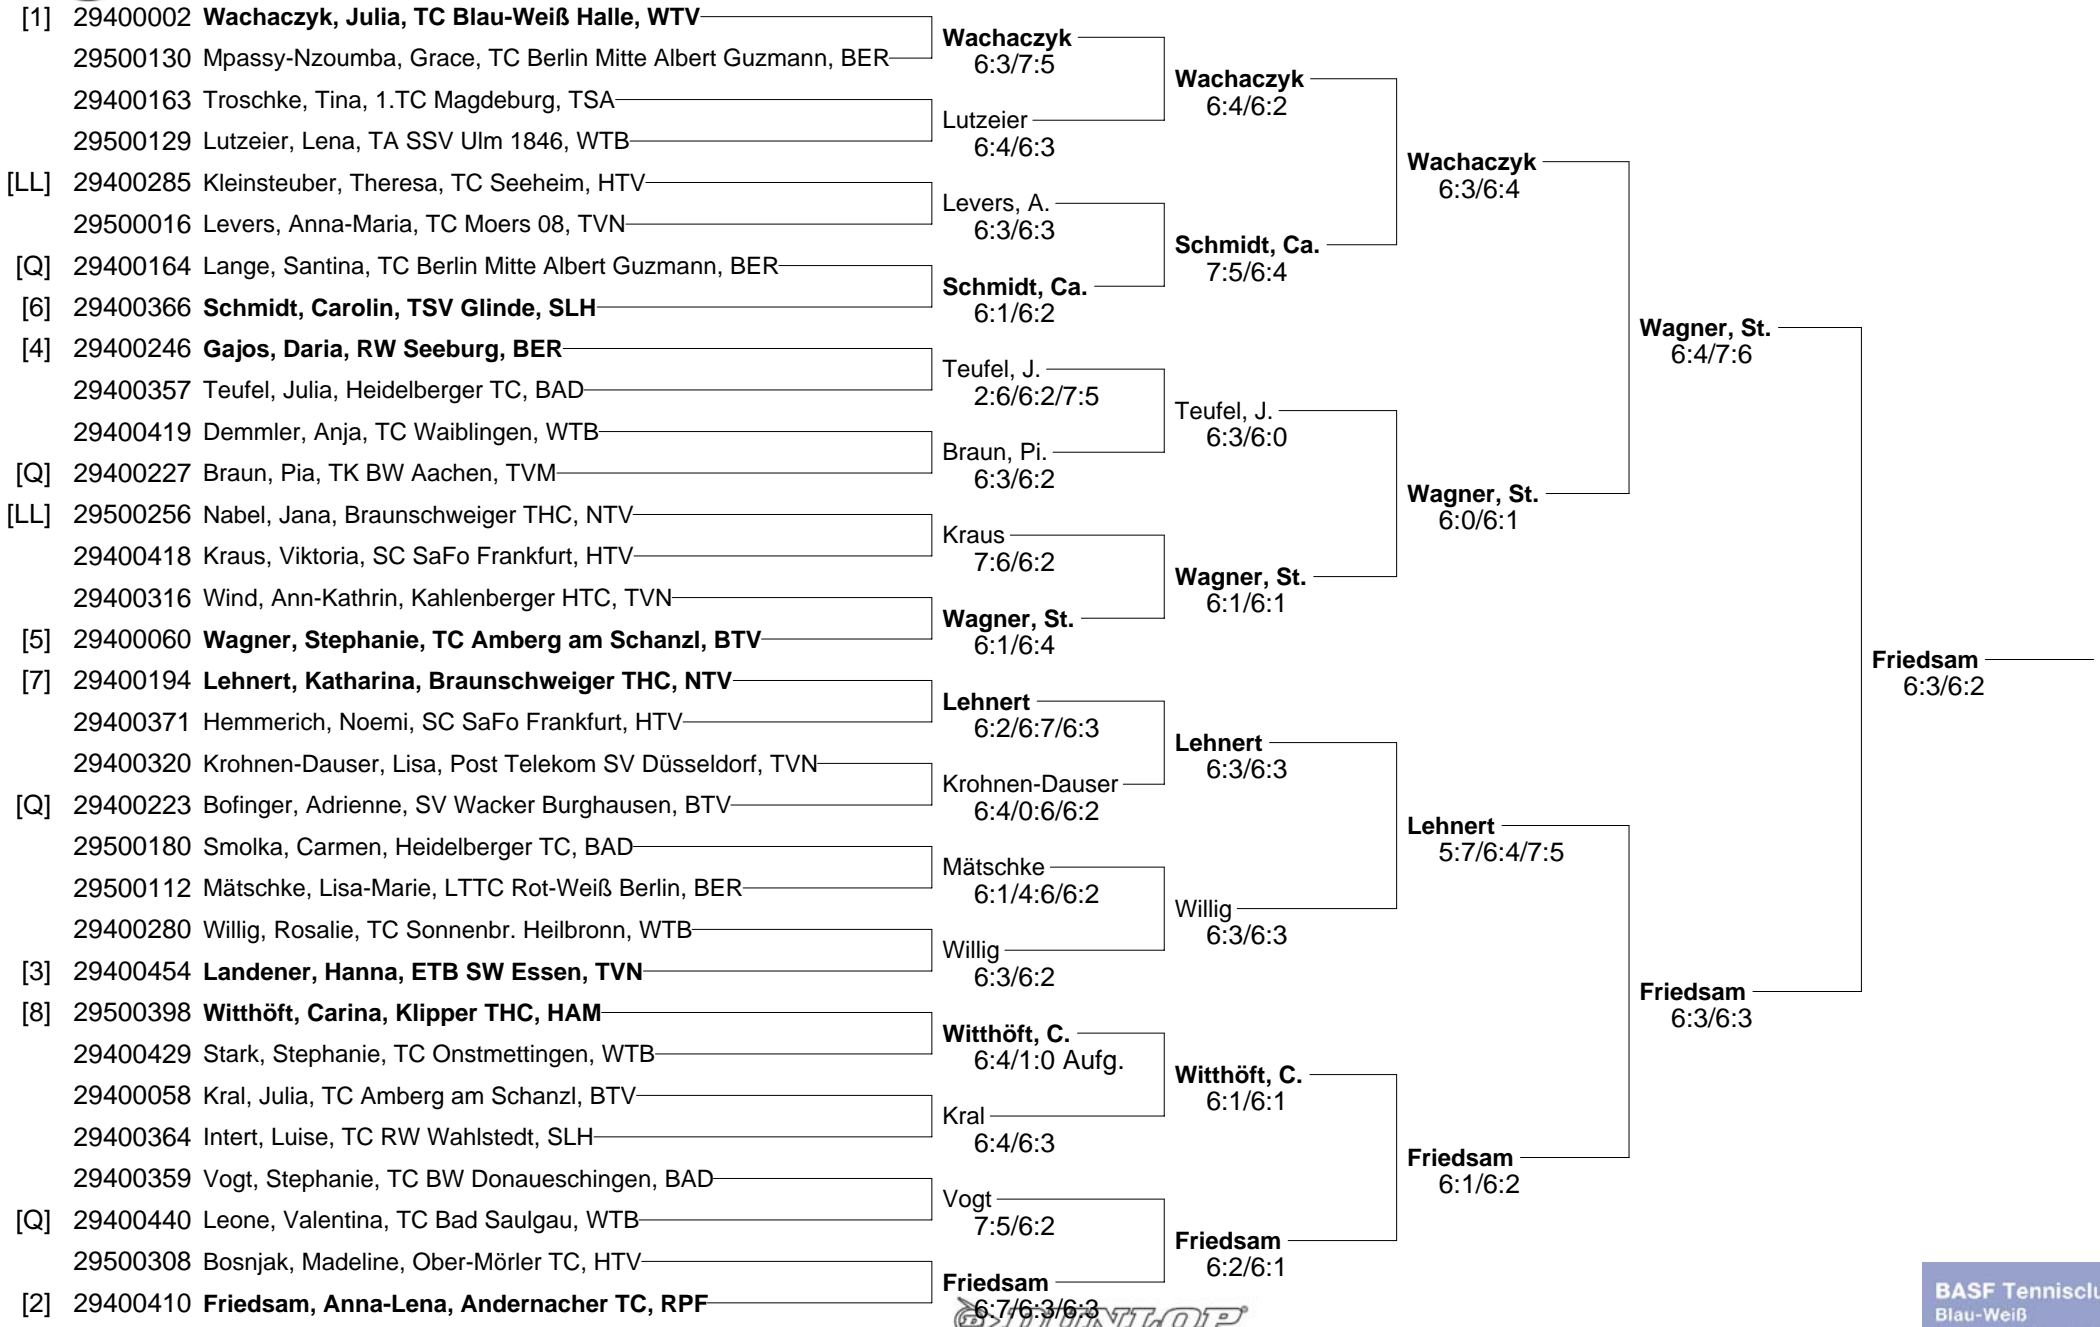 [1] 29400002 Wachaczyk, Julia, TC Blau-Weiß Halle, WTV
29500130 Mpassy-Nzoumba, Grace, TC Berlin Mitte Albert Guzmann, BER
29400163 Troschke, Tina, 1.TC Magdeburg, TSA
29500129 Lutzeier, Lena, TA SSV Ulm 1846, WTB
[LL] 29400285 Kleinsteuber, Theresa, TC Seeheim, HTV
29500016 Levers, Anna-Maria, TC Moers 08, TVN
[Q] 29400164 Lange, Santina, TC Berlin Mitte Albert Guzmann, BER
[6] 29400366 Schmidt, Carolin, TSV Glinde, SLH
[4] 29400246 Gajos, Daria, RW Seeburg, BER
29400357 Teufel, Julia, Heidelberger TC, BAD
29400419 Demmler, Anja, TC Waiblingen, WTB
[Q] 29400227 Braun, Pia, TK BW Aachen, TVM
[LL] 29500256 Nabel, Jana, Braunschweiger THC, NTV
29400418 Kraus, Viktoria, SC SaFo Frankfurt, HTV
29400316 Wind, Ann-Kathrin, Kahlenberger HTC, TVN
[5] 29400060 Wagner, Stephanie, TC Amberg am Schanzl, BTV
[7] 29400194 Lehnert, Katharina, Braunschweiger THC, NTV
29400371 Hemmerich, Noemi, SC SaFo Frankfurt, HTV
29400320 Krohnen-Dauser, Lisa, Post Telekom SV Düsseldorf, TVN
[Q] 29400223 Bofinger, Adrienne, SV Wacker Burghausen, BTV
29500180 Smolka, Carmen, Heidelberger TC, BAD
29500112 Mätschke, Lisa-Marie, LTTC Rot-Weiß Berlin, BER
29400280 Willig, Rosalie, TC Sonnenbr. Heilbronn, WTB
[3] 29400454 Landener, Hanna, ETB SW Essen, TVN
[8] 29500398 Witthöft, Carina, Klipper THC, HAM
29400429 Stark, Stephanie, TC Onstmettingen, WTB
29400058 Kral, Julia, TC Amberg am Schanzl, BTV
29400364 Intert, Luise, TC RW Wahlstedt, SLH
29400359 Vogt, Stephanie, TC BW Donaueschingen, BAD
[Q] 29400440 Leone, Valentina, TC Bad Saulgau, WTB
29500308 Bosnjak, Madeline, Ober-Mörler TC, HTV
[2] 29400410 Friedsam, Anna-Lena, Andernacher TC, RPF
Wachaczyk
6:3/7:5
Lutzeier
6:4/6:3
Levers, A.
6:3/6:3
Schmidt, Ca.
6:1/6:2
Teufel, J.
2:6/6:2/7:5
Braun, Pi.
6:3/6:2
Kraus
7:6/6:2
Wagner, St.
6:1/6:4
Lehnert
6:2/6:7/6:3
Krohnen-Dauser
6:4/0:6/6:2
Mätschke
6:1/4:6/6:2
Willig
6:3/6:2
Witthöft, C.
6:4/1:0 Aufg.
Kral
6:4/6:3
Vogt
7:5/6:2
Friedsam
6:7/6:3/6:3
Wachaczyk
6:4/6:2
Schmidt, Ca.
7:5/6:4
Teufel, J.
6:3/6:0
Wagner, St.
6:1/6:1
Lehnert
6:3/6:3
Willig
6:3/6:3
Witthöft, C.
6:1/6:1
Friedsam
6:2/6:1
Wachaczyk
6:3/6:4
Wagner, St.
6:0/6:1
Lehnert
5:7/6:4/7:5
Friedsam
6:1/6:2
Wagner, St.
6:4/7:6
Friedsam
6:3/6:3
Friedsam
6:3/6:2
DUNLOP
BASF Tennisclu
Blau-Weiß